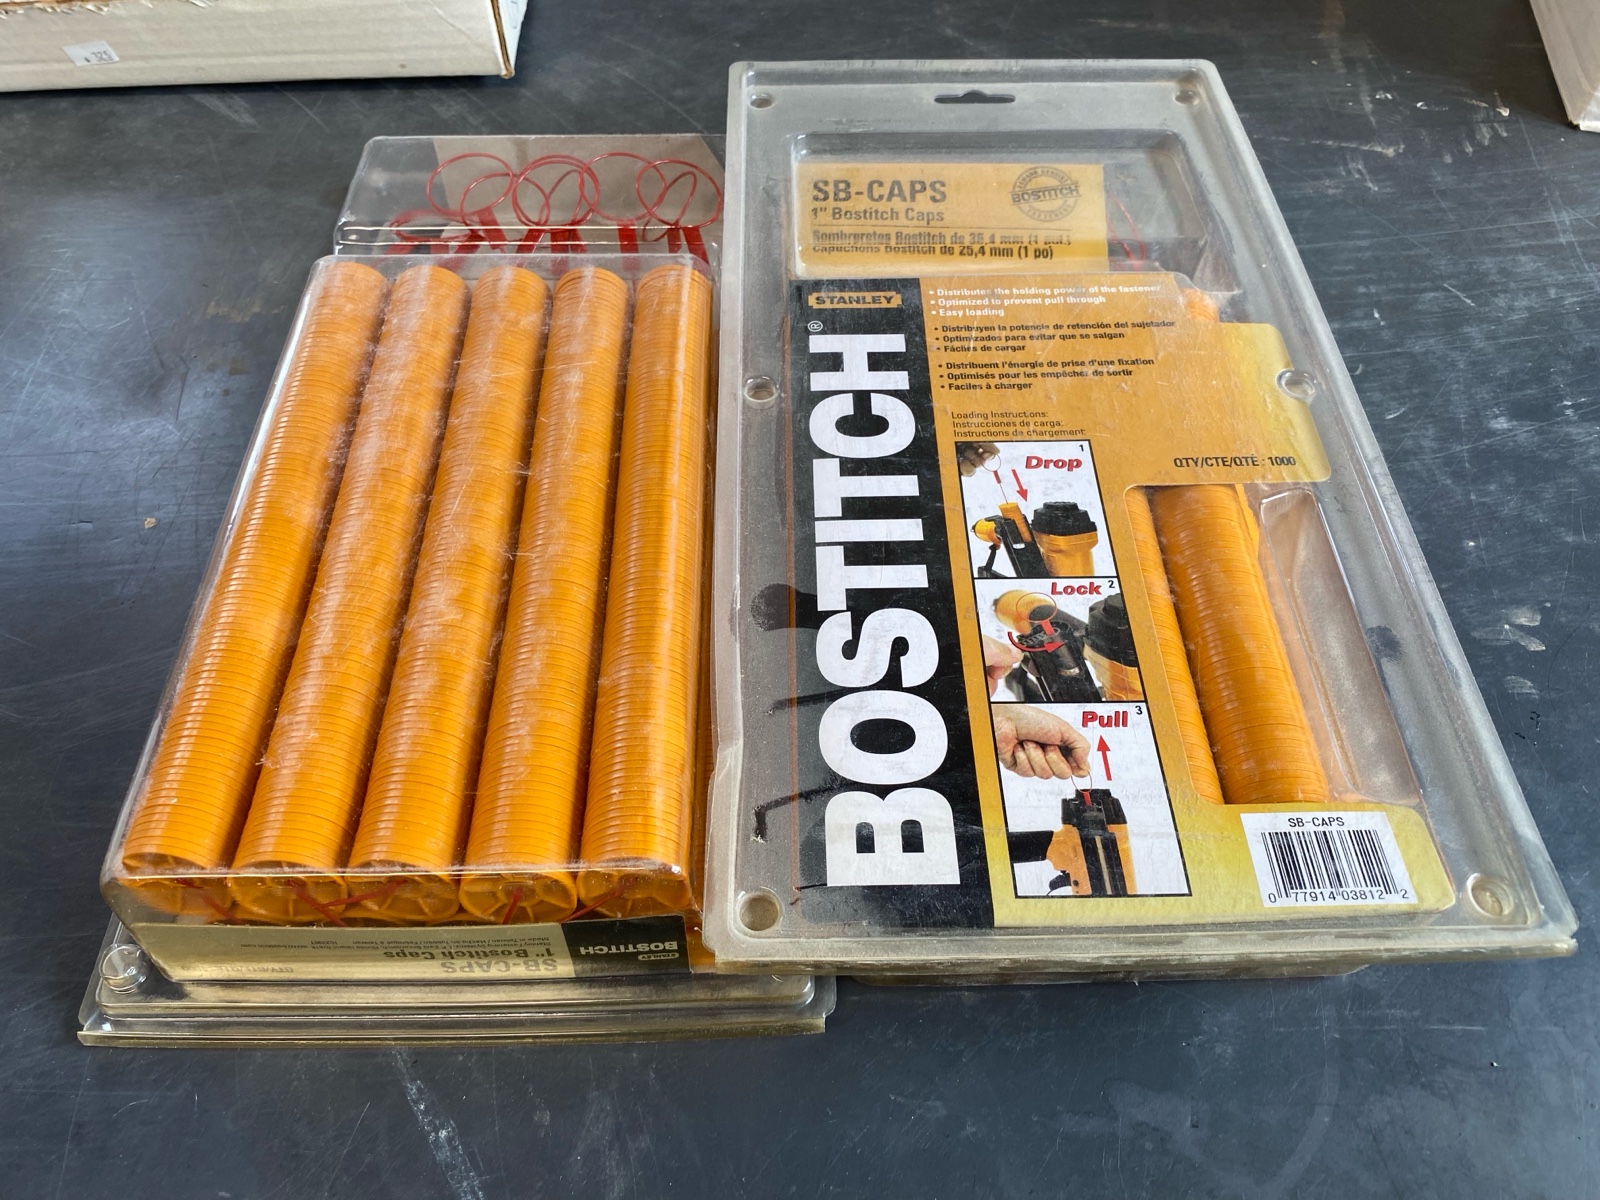 SB-CAPS
1" Bostitch Caps
Sombreretes Bostitch de 35,4 mm (1 pul.)
capuchons Bostitch de 25,4 mm (1 po)
BOSTITCH
STANLEY
BOSTITCH®
• Distributes the holding power of the fastener
• Optimized to prevent pull through
• Easy loading
• Distribuyen la potencia de retención del sujetador
• Optimizados para evitar que se salgan
• Fáciles de cargar
• Distribuent l'énergie de prise d'une fixation
• Optimisés pour les empêcher de sortir
• Faciles à charger
Loading Instructions:
Instrucciones de carga:
Instructions de chargement:
QTY/CTE/QTÉ : 1000
1
Drop
Lock 2
Pull 3
SB-CAPS
0 77914 03812 2
STANLEY
BOSTITCH
SB-CAPS
1" Bostitch Caps